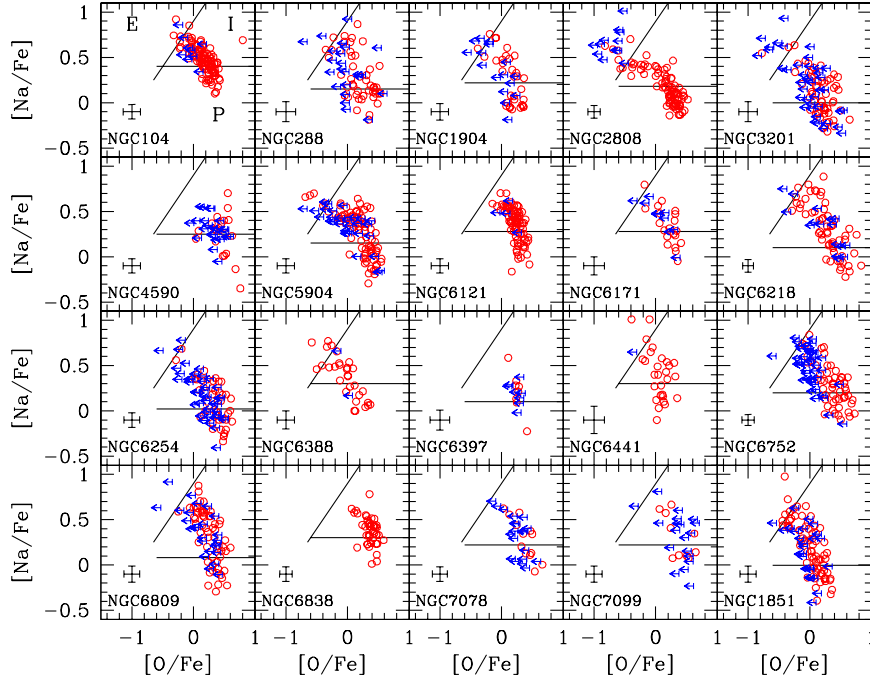 E I
1
0.5
0
−0.5
[Na/Fe]
P
NGC104 NGC288 NGC1904 NGC2808 NGC3201
1
0.5
0
−0.5
[Na/Fe]
NGC4590 NGC5904 NGC6121 NGC6171 NGC6218
1
0.5
0
−0.5
[Na/Fe]
NGC6254 NGC6388 NGC6397 NGC6441 NGC6752
1
0.5
0
−0.5
[Na/Fe]
NGC6809 NGC6838 NGC7078 NGC7099 NGC1851
−1 0 1 −1 0 1 −1 0 1 −1 0 1 −1 0 1
[O/Fe] [O/Fe] [O/Fe] [O/Fe] [O/Fe]